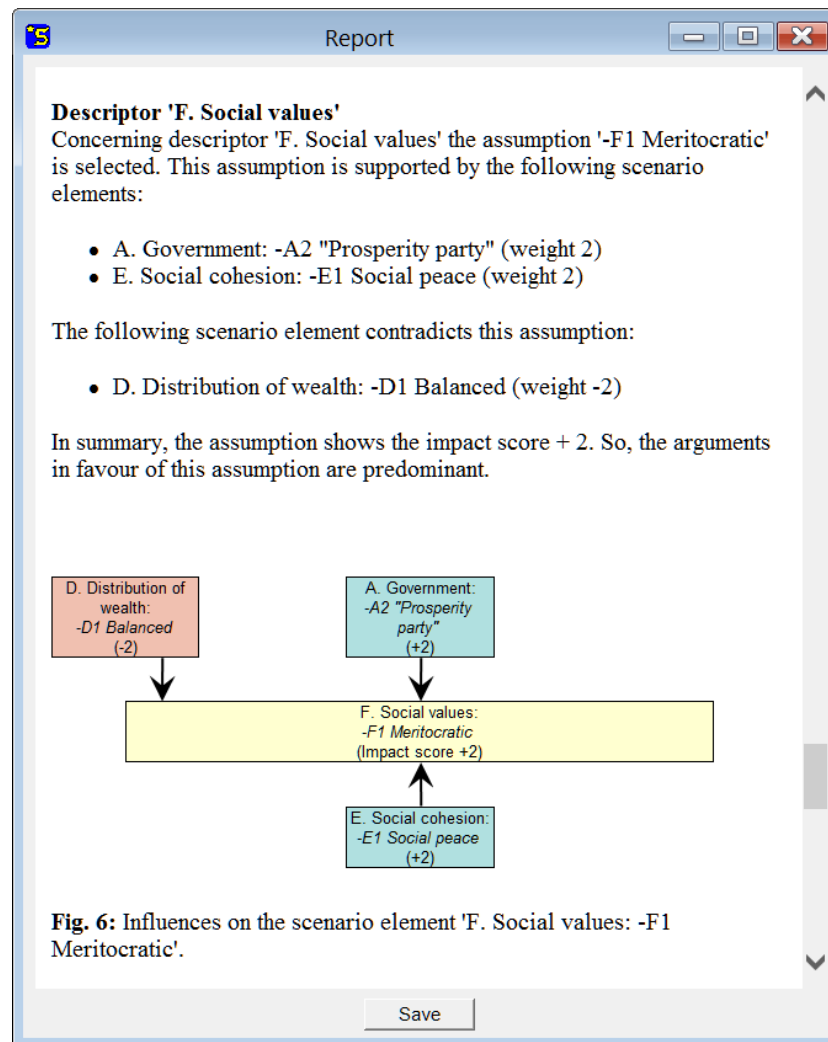 Report
Descriptor 'F. Social values'
Concerning descriptor 'F. Social values' the assumption '-F1 Meritocratic'
is selected. This assumption is supported by the following scenario
elements:
• A. Government: -A2 "Prosperity party" (weight 2)
• E. Social cohesion: -E1 Social peace (weight 2)
The following scenario element contradicts this assumption:
• D. Distribution of wealth: -D1 Balanced (weight -2)
In summary, the assumption shows the impact score + 2. So, the arguments
in favour of this assumption are predominant.
D. Distribution of
wealth:
-D1 Balanced
(-2)
A. Government:
-A2 "Prosperity
party"
(+2)
F. Social values:
-F1 Meritocratic
(Impact score +2)
E. Social cohesion:
-E1 Social peace
(+2)
Fig. 6: Influences on the scenario element 'F. Social values: -F1
Meritocratic'.
Save